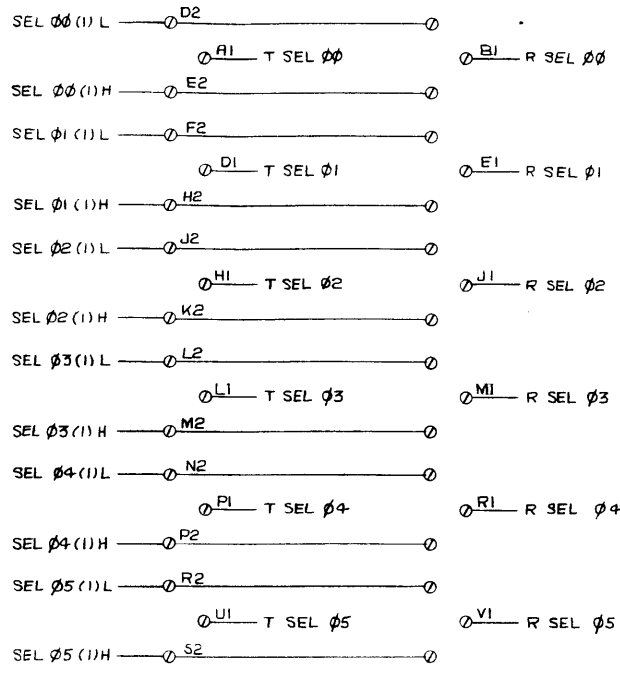 SEL ØØ(1) L D2
A1 T SEL ØØ B1 R SEL ØØ
SEL ØØ(1)H E2
SEL Ø1(1)L F2
D1 T SEL Ø1 E1 R SEL Ø1
SEL Ø1(1)H H2
SEL Ø2(1)L J2
H1 T SEL Ø2 J1 R SEL Ø2
SEL Ø2(1)H K2
SEL Ø3(1)L L2
L1 T SEL Ø3 M1 R SEL Ø3
SEL Ø3(1)H M2
SEL Ø4(1)L N2
P1 T SEL Ø4 R1 R SEL Ø4
SEL Ø4(1)H P2
SEL Ø5(1)L R2
U1 T SEL Ø5 V1 R SEL Ø5
SEL Ø5(1)H S2